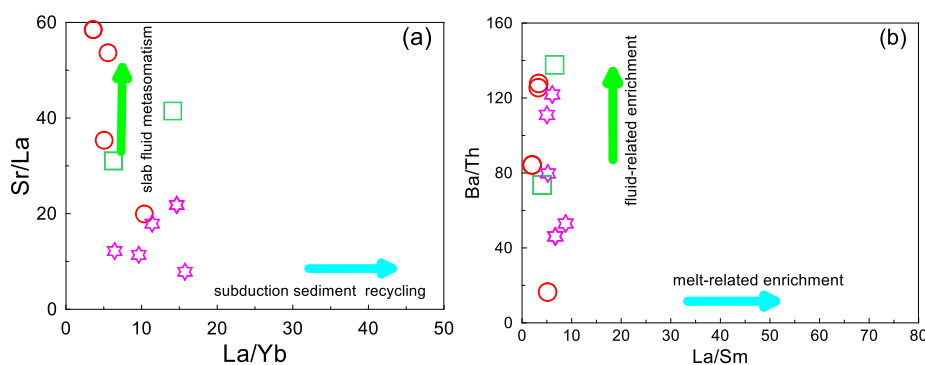 (a)
60
40
20
0
Sr/La
slab fluid metasomatism
subduction sediment recycling
0 10 20 30 40 50
La/Yb
(b)
160
120
80
40
0
Ba/Th
fluid-related enrichment
melt-related enrichment
0 10 20 30 40 50 60 70 80
La/Sm